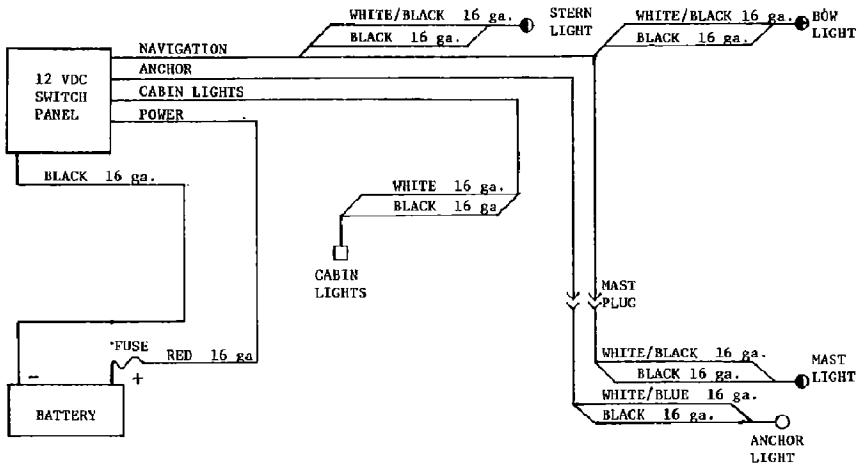 WHITE/BLACK 16 ga.
BLACK 16 ga.
STERN
LIGHT
WHITE/BLACK 16 ga.
BLACK 16 ga.
BOW
LIGHT
NAVIGATION
ANCHOR
CABIN LIGHTS
POWER
12 VDC
SWITCH
PANEL
BLACK 16 ga.
WHITE 16 ga.
BLACK 16 ga
CABIN
LIGHTS
MAST
PLUG
*FUSE
RED 16 ga
-
+
BATTERY
WHITE/BLACK 16 ga.
BLACK 16 ga.
MAST
LIGHT
WHITE/BLUE 16 ga.
BLACK 16 ga.
ANCHOR
LIGHT